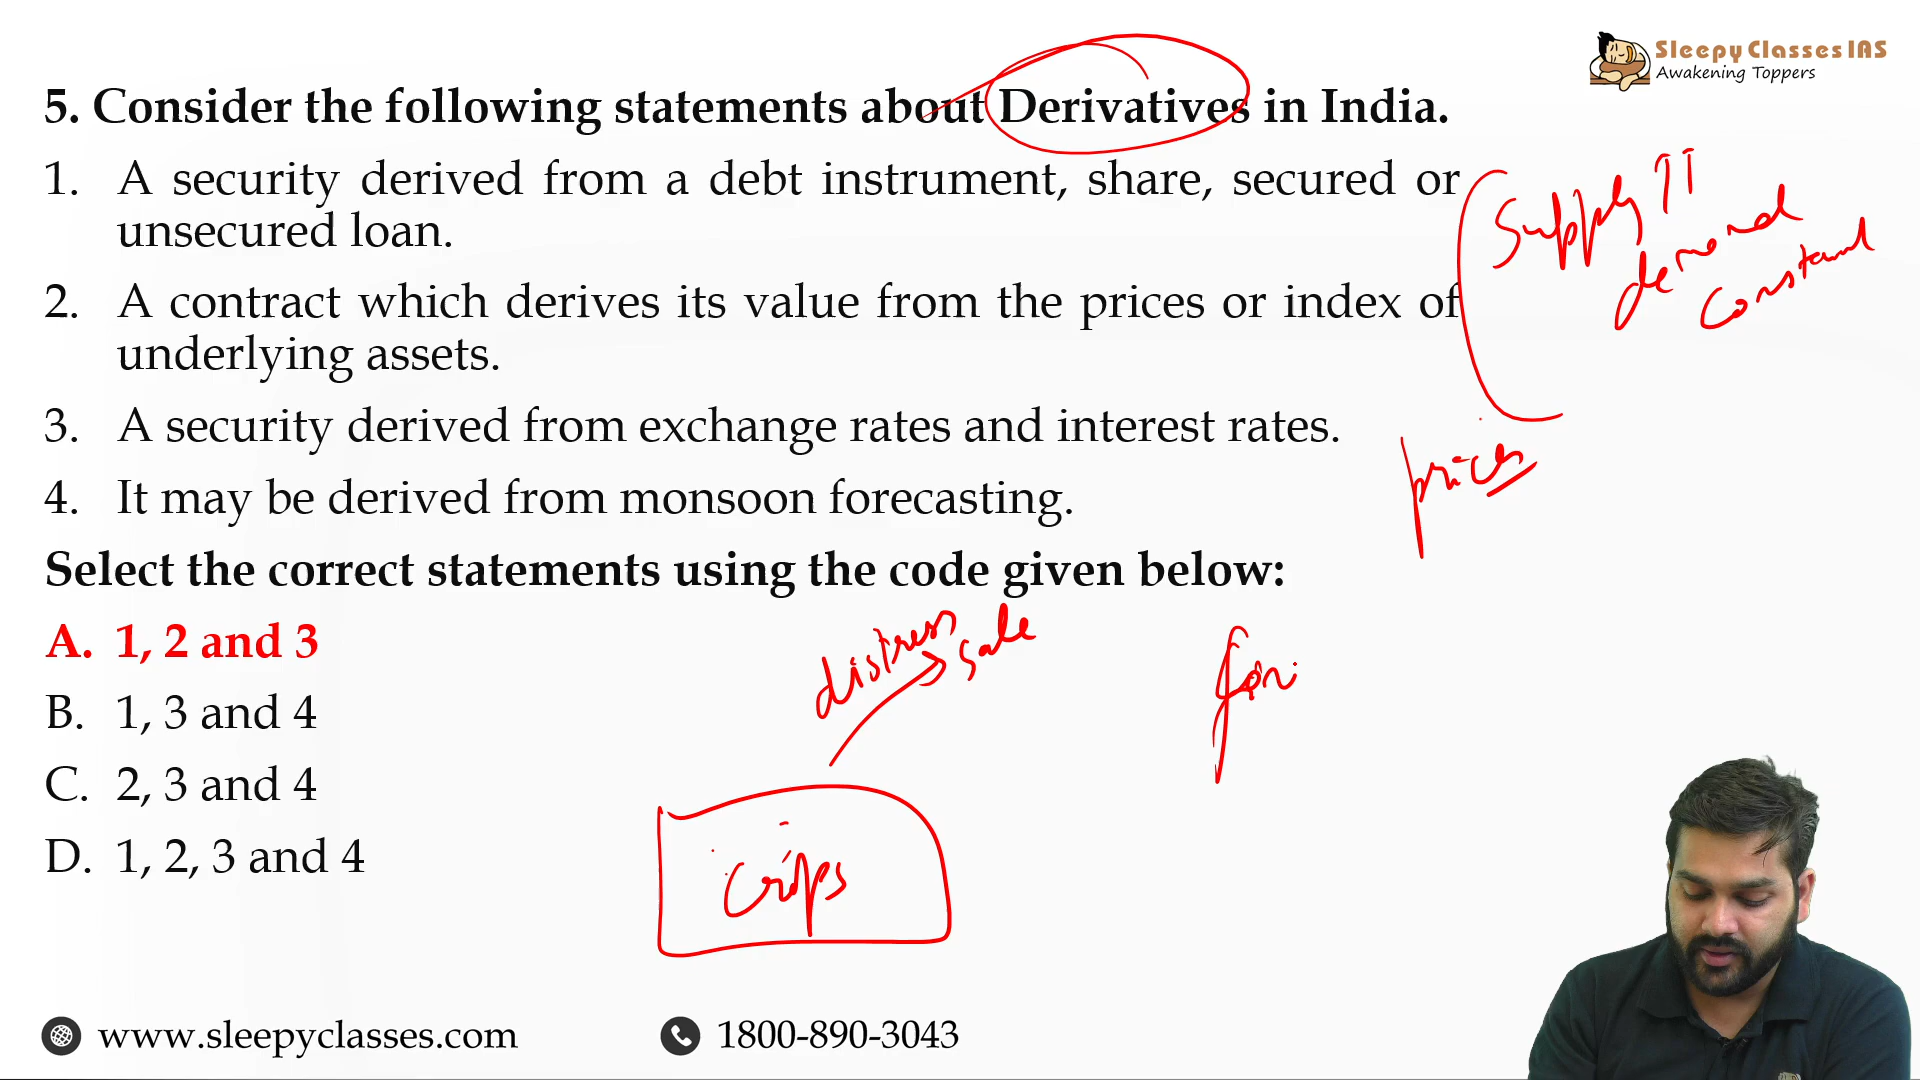 Sleepy Classes IAS
Awakening Toppers
5. Consider the following statements about Derivatives in India.
1. A security derived from a debt instrument, share, secured or
unsecured loan.
2. A contract which derives its value from the prices or index of
underlying assets.
3. A security derived from exchange rates and interest rates.
4. It may be derived from monsoon forecasting.
Select the correct statements using the code given below:
A. 1, 2 and 3
B. 1, 3 and 4
C. 2, 3 and 4
D. 1, 2, 3 and 4
Supply ↑↑
demand
constant
prices
distress
sale
crops
www.sleepyclasses.com
1800-890-3043